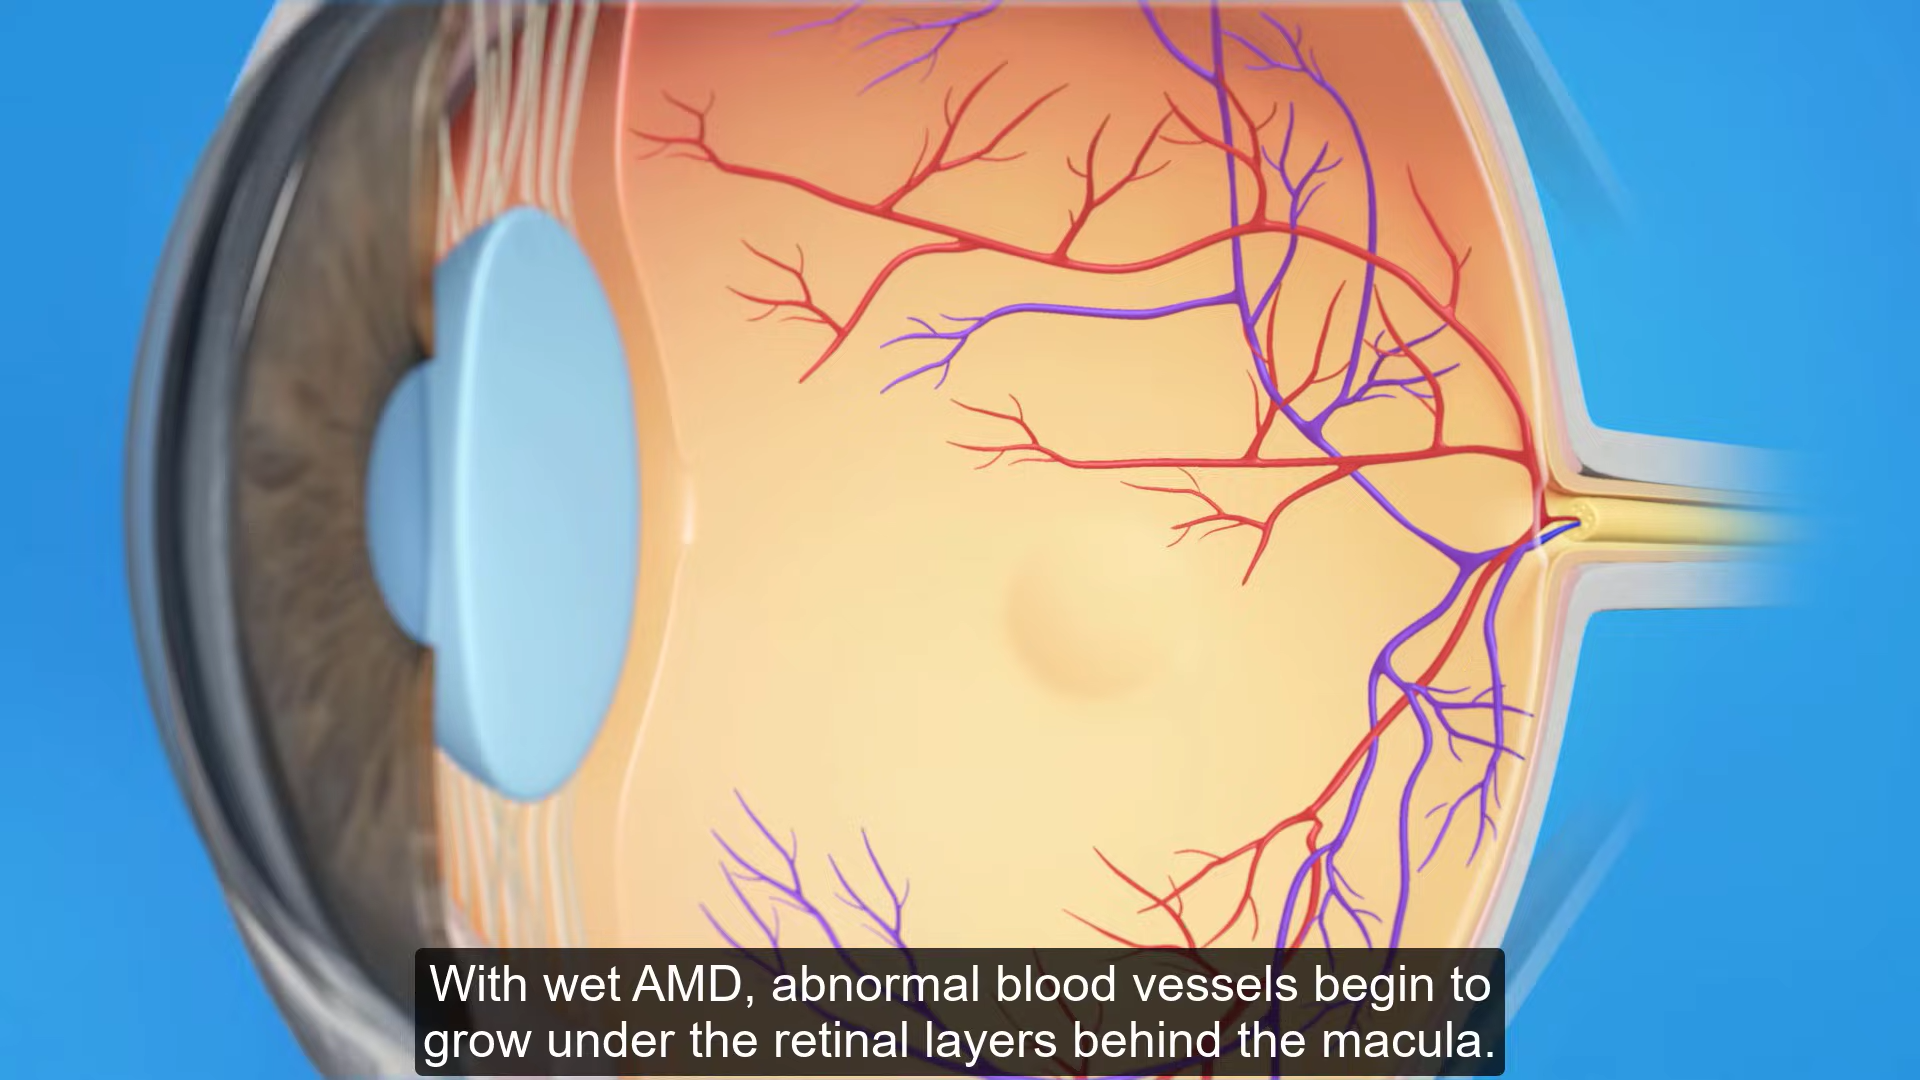 With wet AMD, abnormal blood vessels begin to
grow under the retinal layers behind the macula.